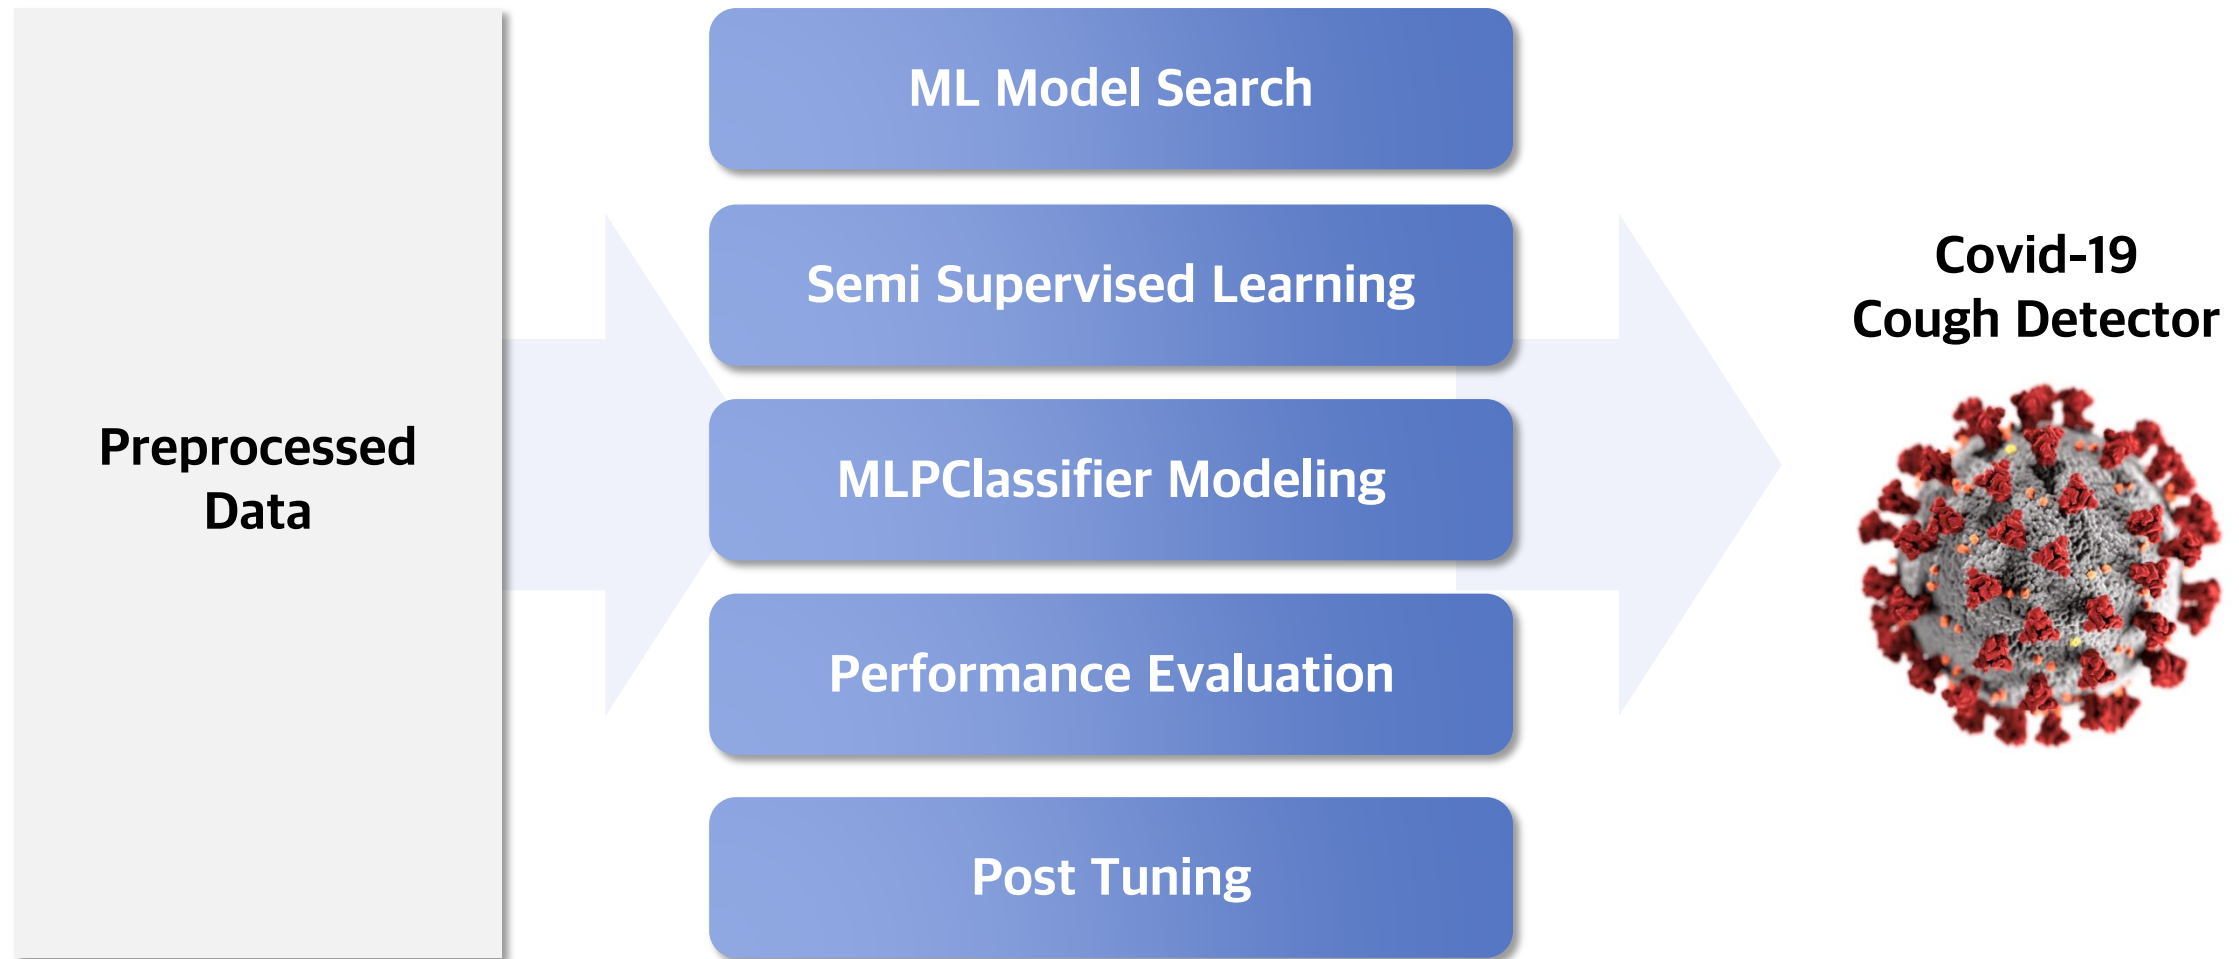 Preprocessed
Data
ML Model Search
Semi Supervised Learning
MLPClassifier Modeling
Performance Evaluation
Post Tuning
Covid-19
Cough Detector